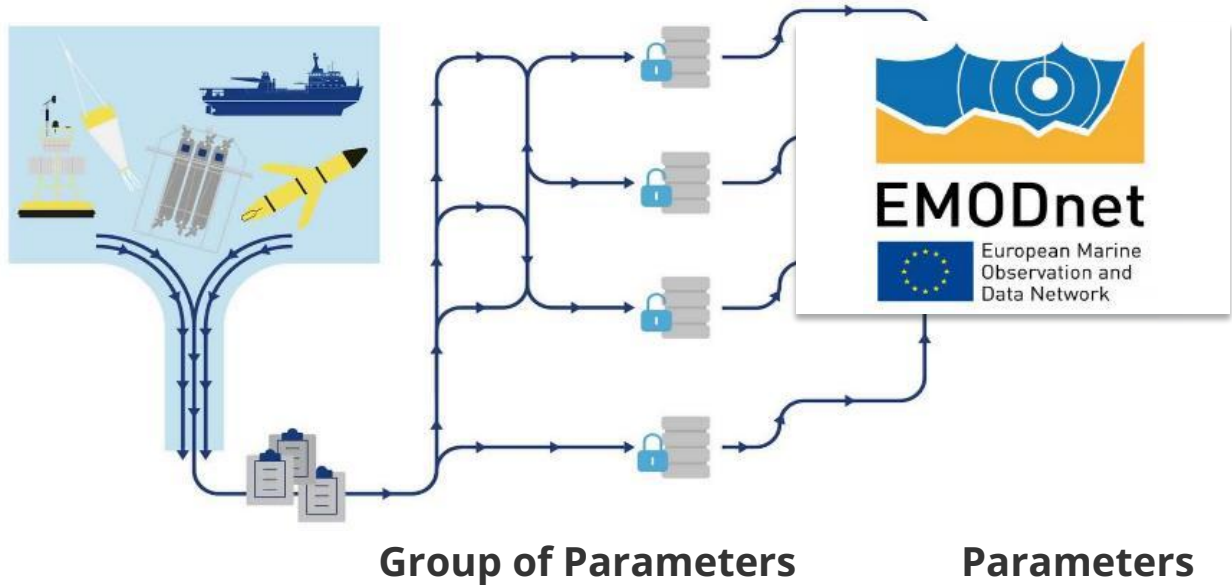 EMODnet
European Marine
Observation and
Data Network
Group of Parameters
Parameters